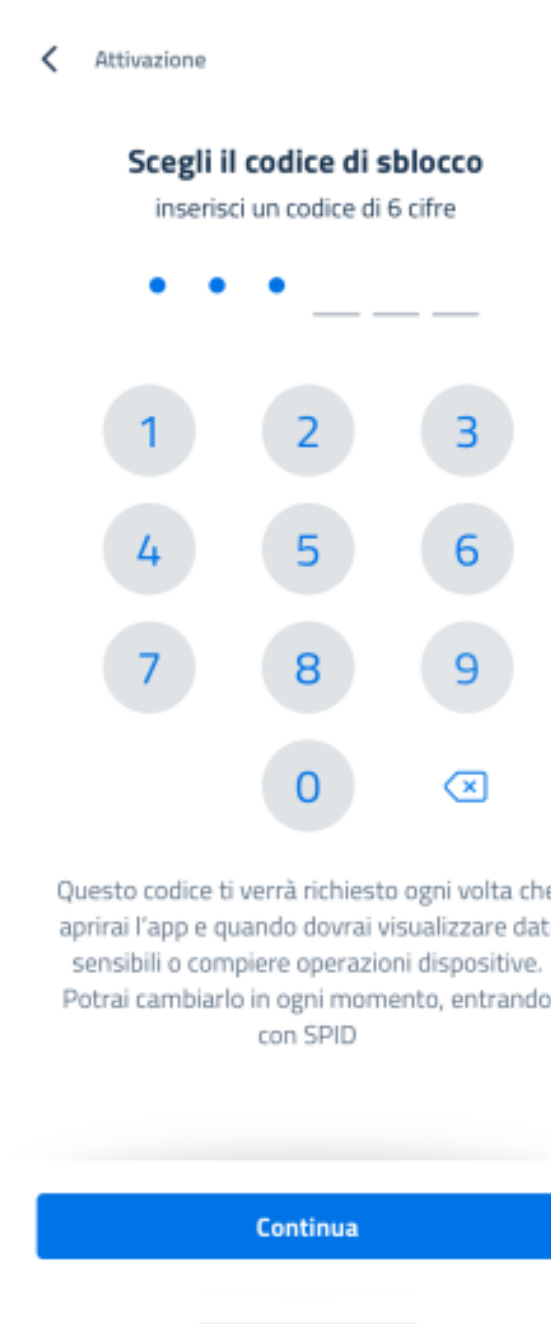 Attivazione
Scegli il codice di sblocco
inserisci un codice di 6 cifre
1 2 3
4 5 6
7 8 9
0
Questo codice ti verrà richiesto ogni volta che
aprirai l'app e quando dovrai visualizzare dat
sensibili o compiere operazioni dispositive.
Potrai cambiarlo in ogni momento, entrando
con SPID
Continua